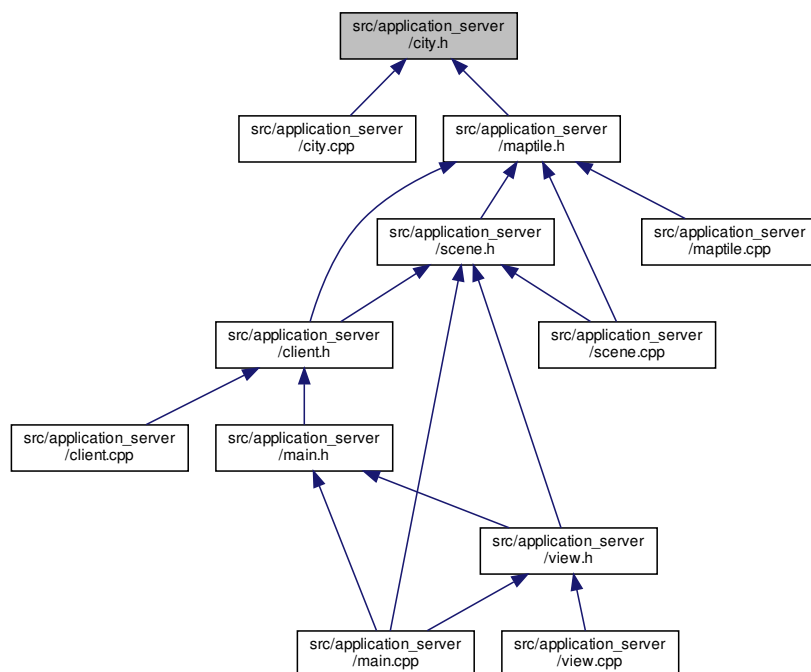 src/application_server
/city.h
src/application_server
/city.cpp
src/application_server
/maptile.h
src/application_server
/scene.h
src/application_server
/maptile.cpp
src/application_server
/client.h
src/application_server
/scene.cpp
src/application_server
/client.cpp
src/application_server
/main.h
src/application_server
/view.h
src/application_server
/main.cpp
src/application_server
/view.cpp